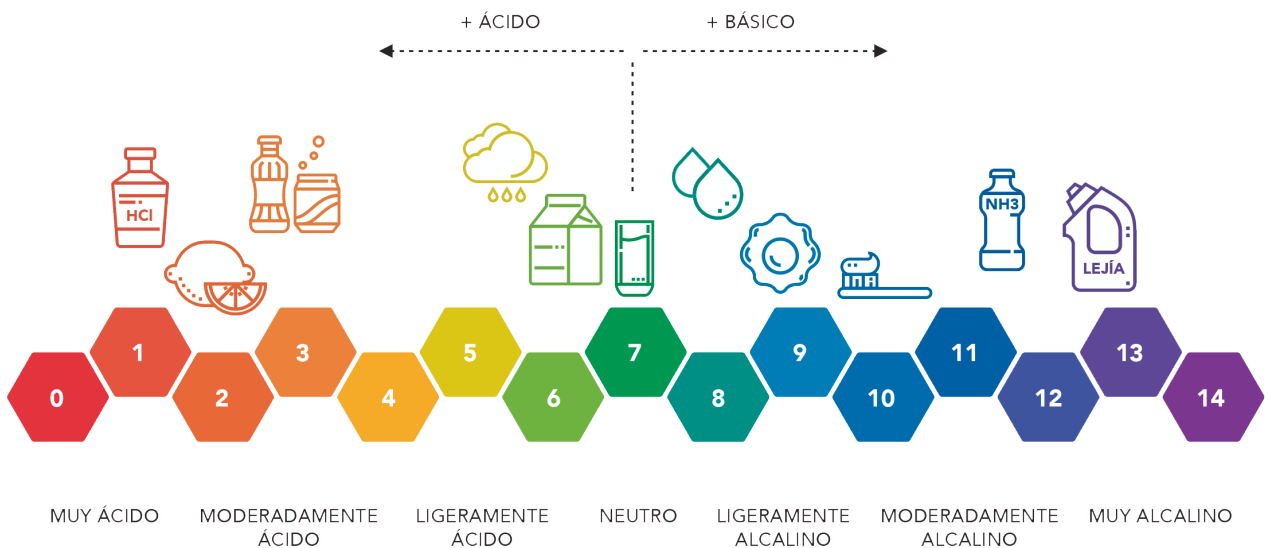 + ÁCIDO
+ BÁSICO
HCl
NH3
LEJÍA
0
1
2
3
4
5
6
7
8
9
10
11
12
13
14
MUY ÁCIDO
MODERADAMENTE
ÁCIDO
LIGERAMENTE
ÁCIDO
NEUTRO
LIGERAMENTE
ALCALINO
MODERADAMENTE
ALCALINO
MUY ALCALINO